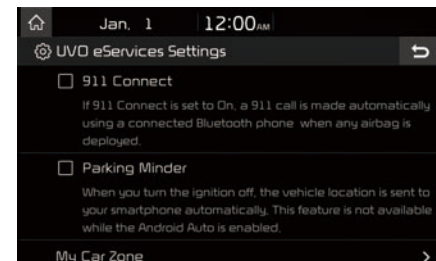 Jan. 1 12:00AM
UVO eServices Settings
911 Connect
If 911 Connect is set to On, a 911 call is made automatically
using a connected Bluetooth phone when any airbag is
deployed.
Parking Minder
When you turn the ignition off, the vehicle location is sent to
your smartphone automatically. This feature is not available
while the Android Auto is enabled.
My Car Zone